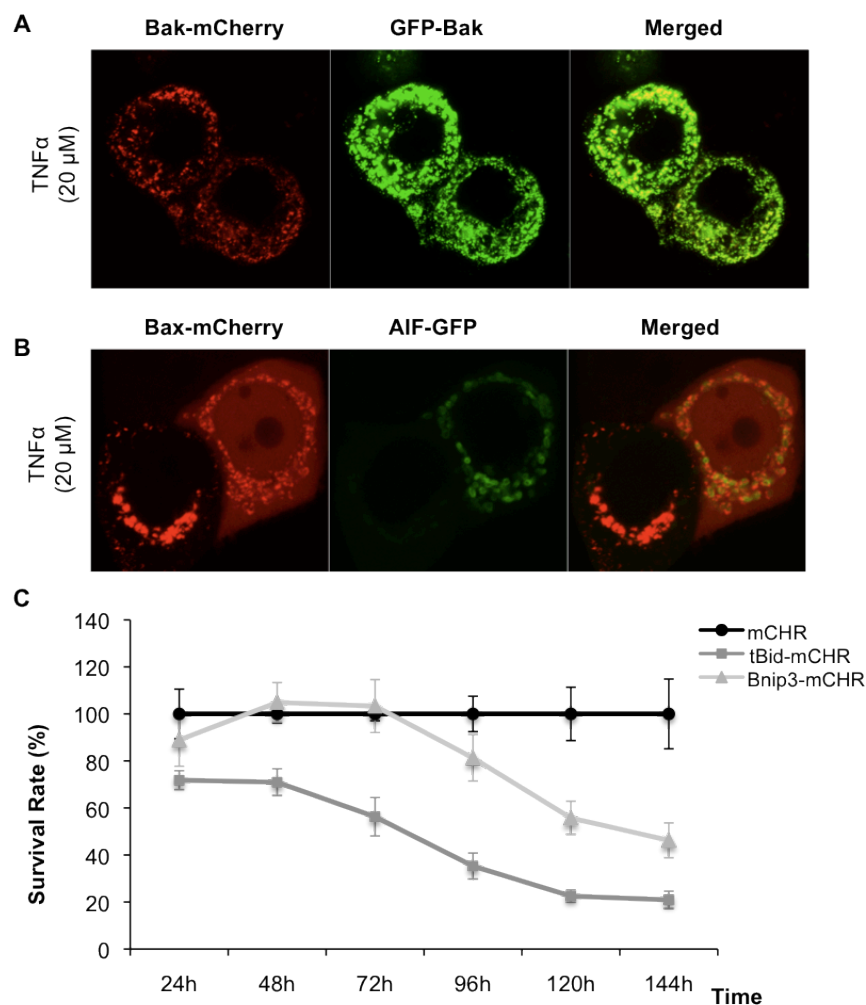 A
Bak-mCherry GFP-Bak Merged
TNFα
(20 μM)
B
Bax-mCherry AIF-GFP Merged
TNFα
(20 μM)
C
140
120
100
80
60
40
20
0
Survival Rate (%)
24h 48h 72h 96h 120h 144h
Time
mCHR
tBid-mCHR
Bnip3-mCHR